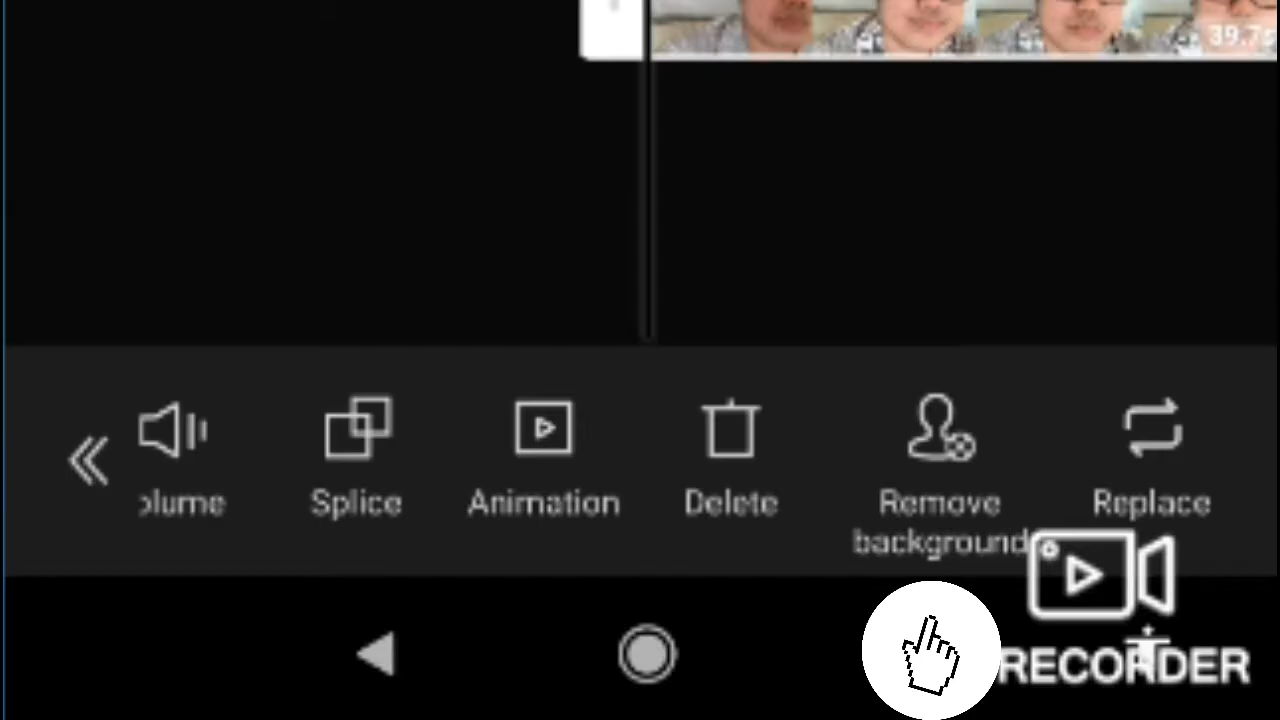 39.7s
olume
Splice
Animation
Delete
Remove
background
Replace
RECORDER